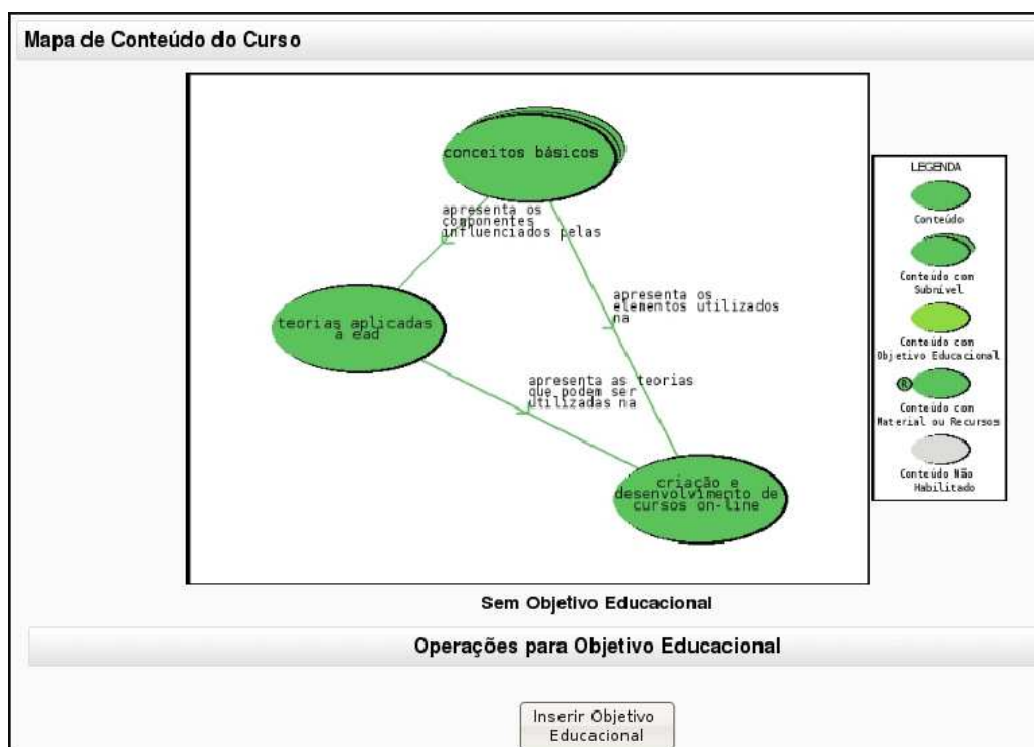 Mapa de Conteúdo do Curso
conceitos básicos
apresenta os
componentes
influenciados pelas
teorias aplicadas
à ead
apresenta os
elementos utilizados
na
apresenta as teorias
que podem ser
utilizadas na
criação e
desenvolvimento de
cursos on-line
LEGENDA
Conteúdo
Conteúdo com
Subnível
Conteúdo com
Objetivo Educacional
R
Conteúdo com
Material ou Recursos
Conteúdo Não
Habilitado
Sem Objetivo Educacional
Operações para Objetivo Educacional
Inserir Objetivo
Educacional